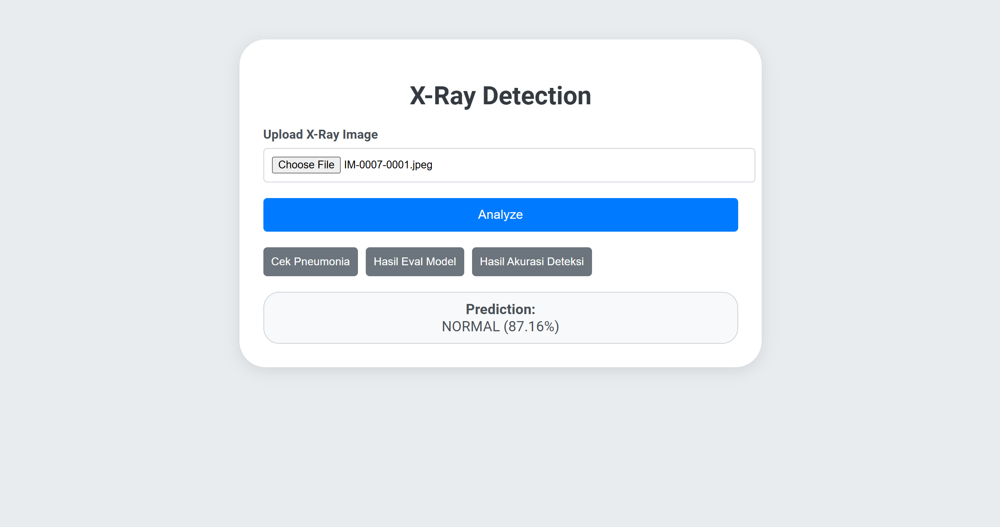 X-Ray Detection
Upload X-Ray Image
Choose File IM-0007-0001.jpeg
Analyze
Cek Pneumonia Hasil Eval Model Hasil Akurasi Deteksi
Prediction:
NORMAL (87.16%)